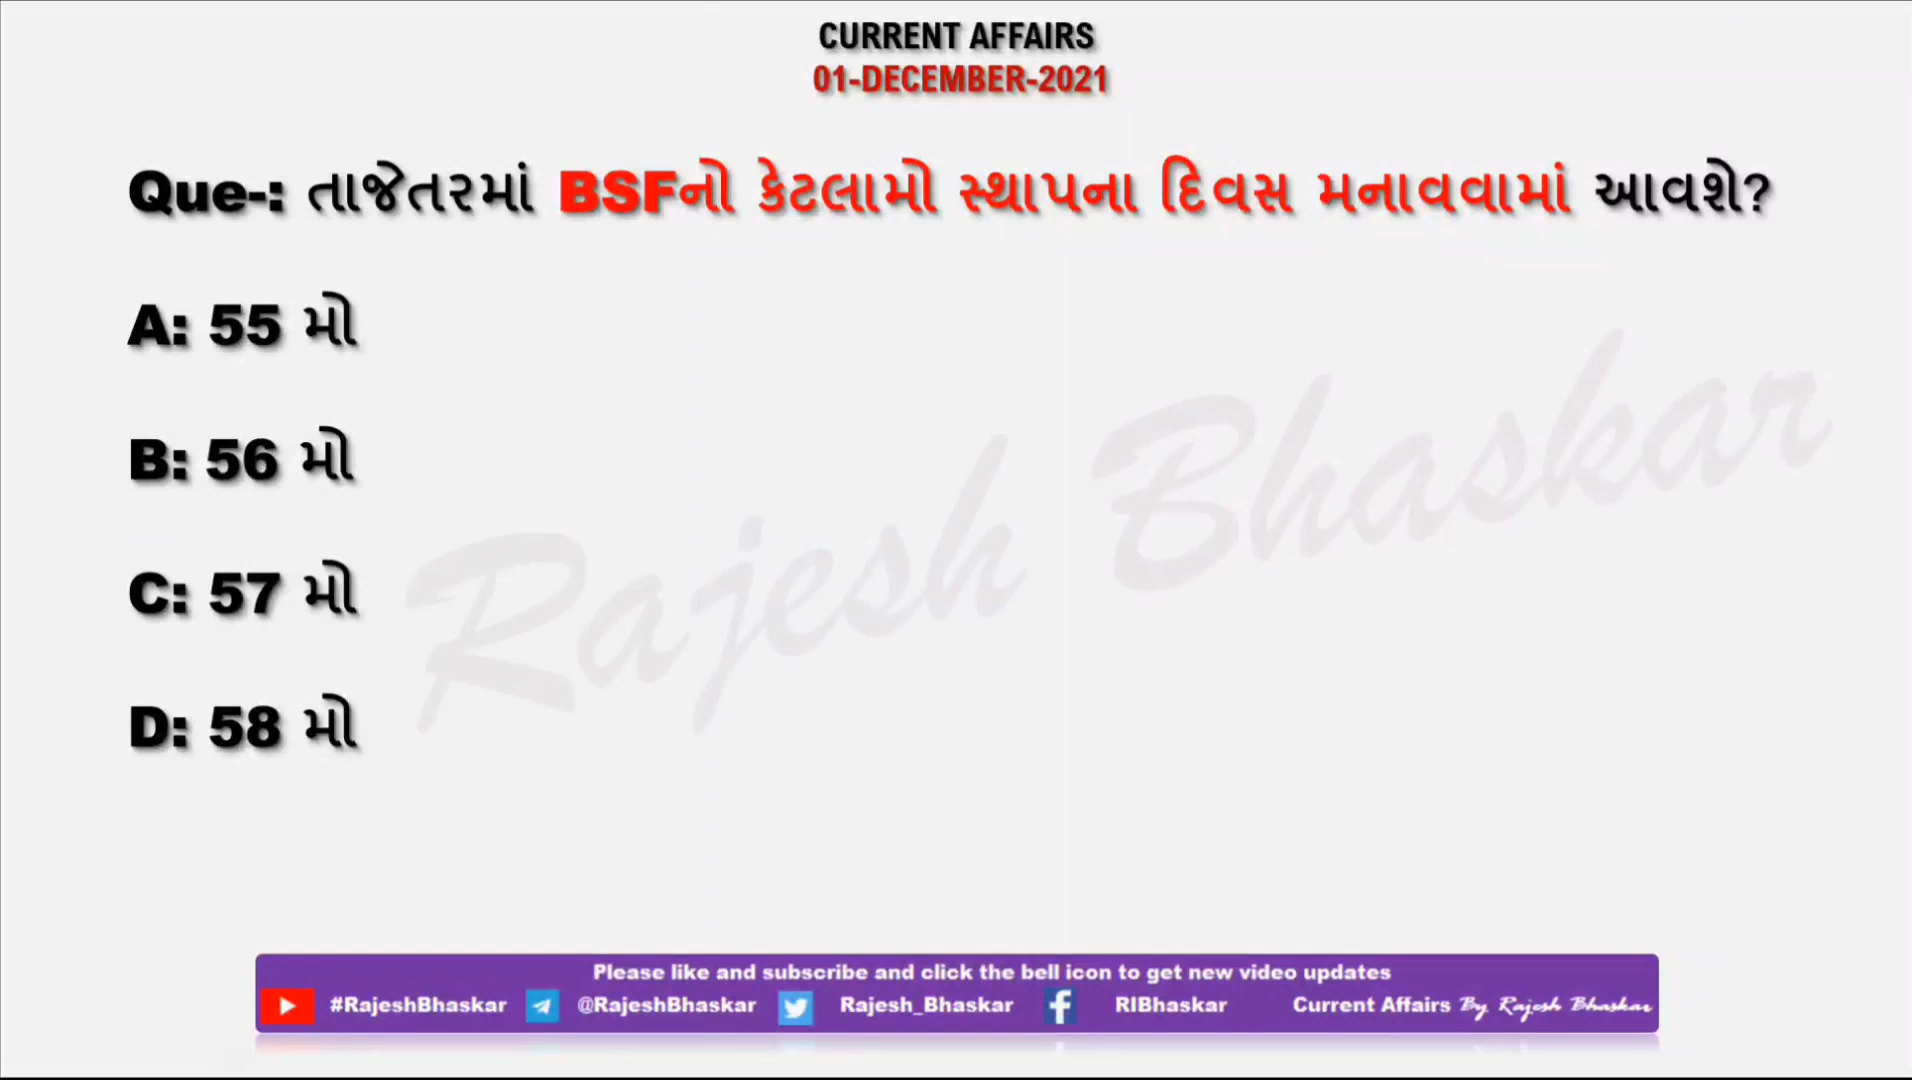 CURRENT AFFAIRS
01-DECEMBER-2021
Que-: તાજેતરમાં BSFનો કેટલામો સ્થાપના દિવસ મનાવવામાં આવશે?
A: 55 મો
B: 56 મો
C: 57 મો
D: 58 મો
Rajesh Bhaskar
Please like and subscribe and click the bell icon to get new video updates
#RajeshBhaskar @RajeshBhaskar Rajesh_Bhaskar RIBhaskar Current Affairs By Rajesh Bhaskar